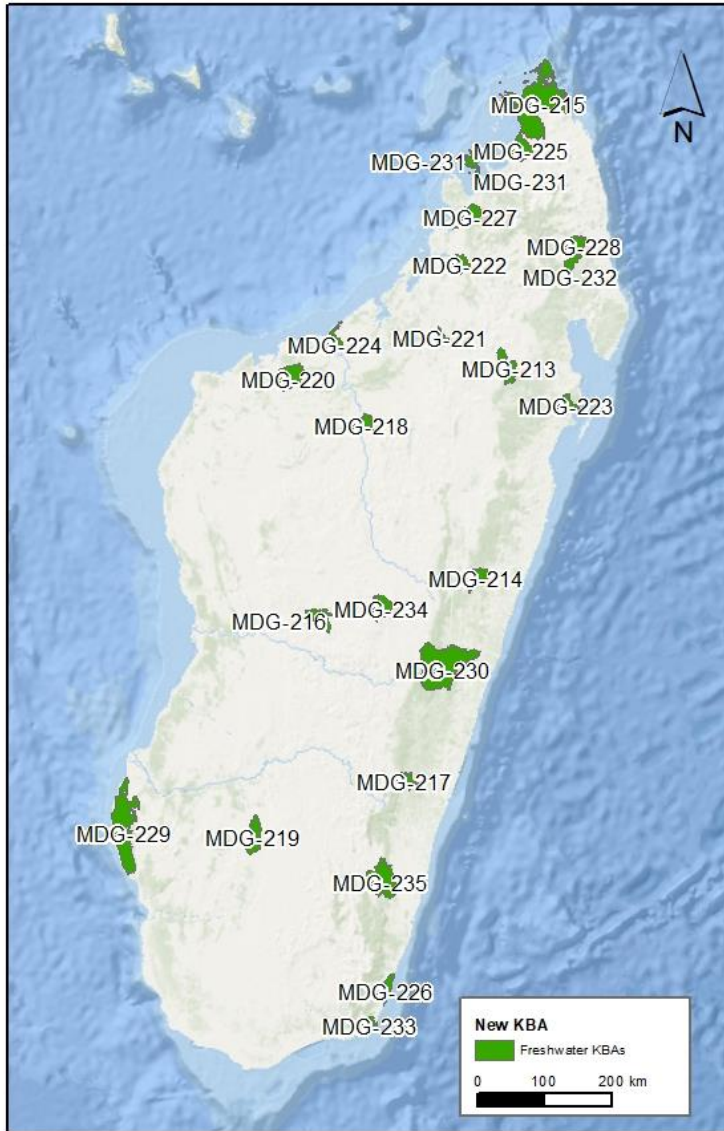 MDG-215
N
MDG-225
MDG-231
MDG-231
MDG-227
MDG-228
MDG-222
MDG-232
MDG-224
MDG-221
MDG-213
MDG-220
MDG-223
MDG-218
MDG-214
MDG-234
MDG-216
MDG-230
MDG-217
MDG-229
MDG-219
MDG-235
MDG-226
MDG-233
New KBA
Freshwater KBAs
0 100 200 km